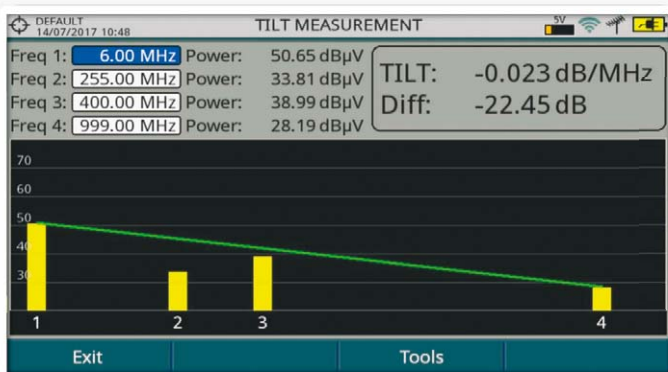 DEFAULT
14/07/2017 10:48
TILT MEASUREMENT
5V
Freq 1: 6.00 MHz Power: 50.65 dBµV
Freq 2: 255.00 MHz Power: 33.81 dBµV
Freq 3: 400.00 MHz Power: 38.99 dBµV
Freq 4: 999.00 MHz Power: 28.19 dBµV
TILT: -0.023 dB/MHz
Diff: -22.45 dB
70
60
50
40
30
1 2 3 4
Exit Tools